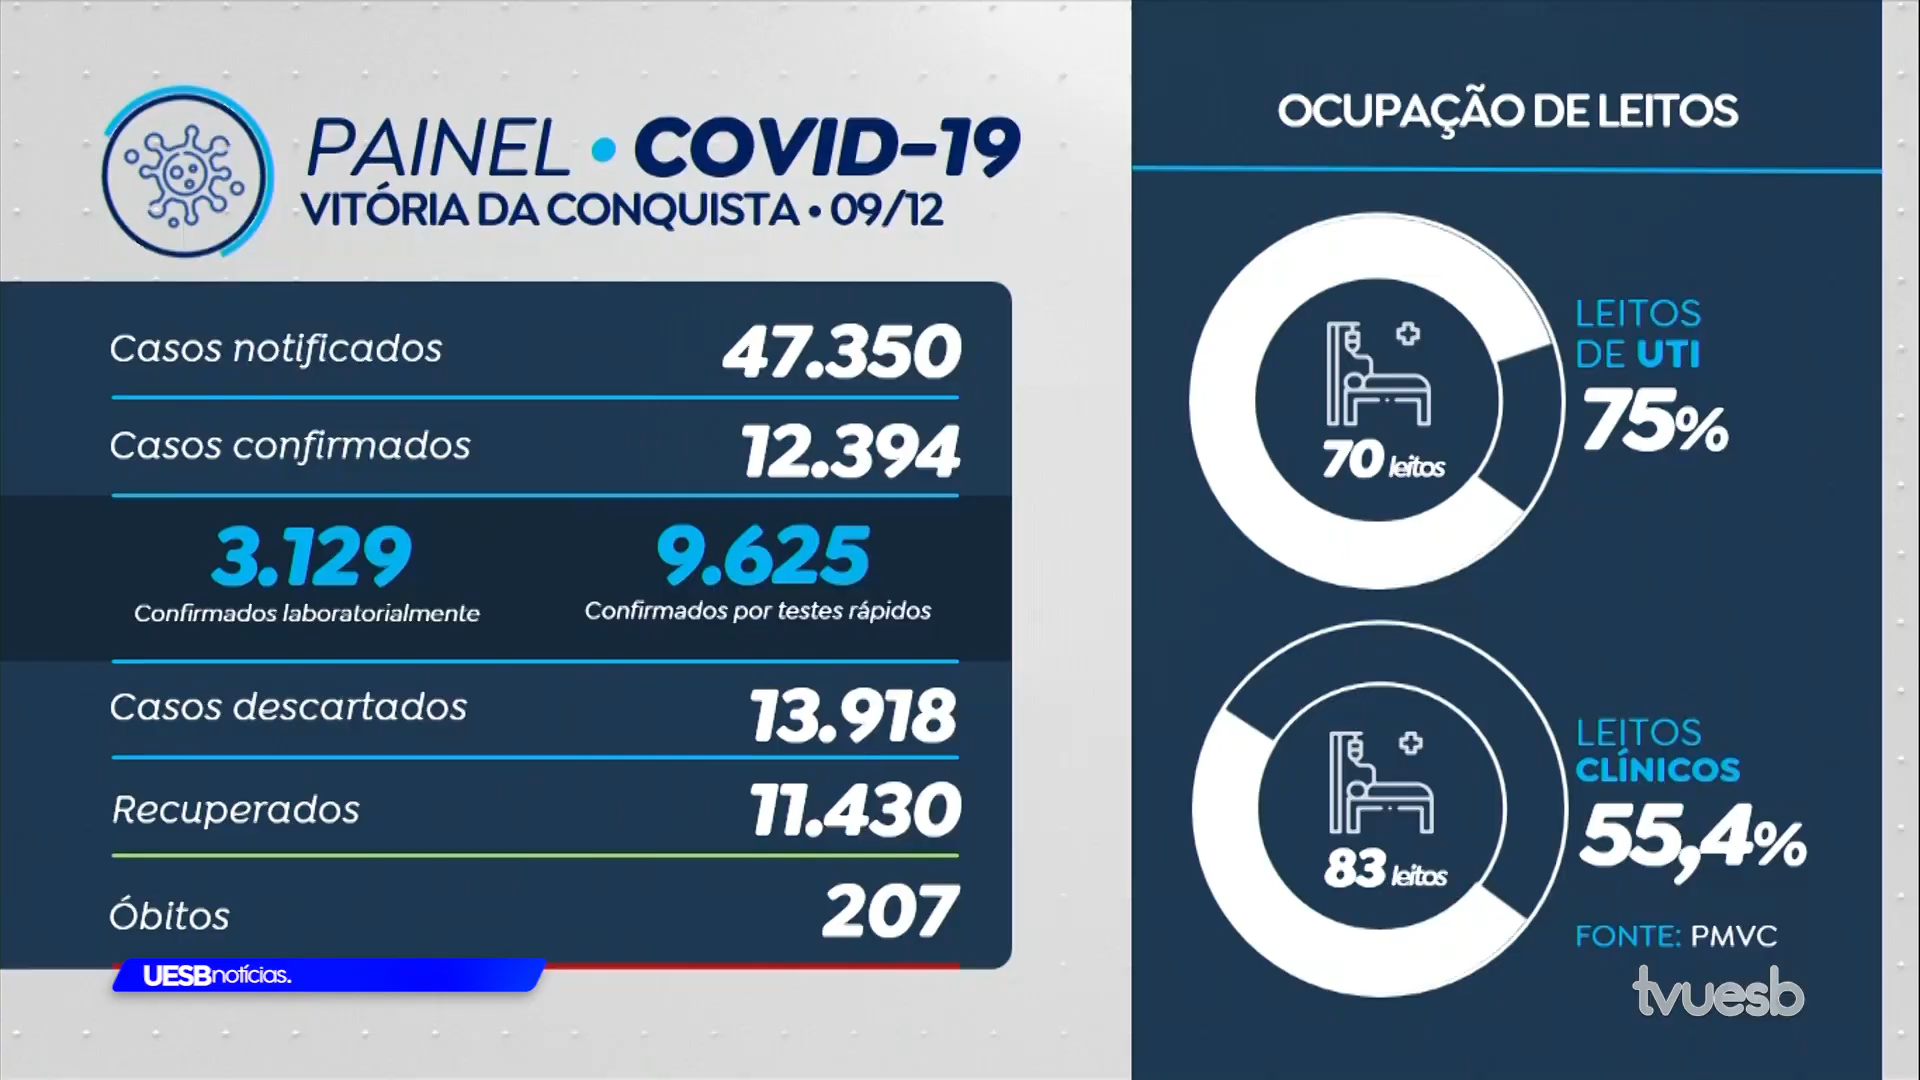 PAINEL • COVID-19
VITÓRIA DA CONQUISTA • 09/12
Casos notificados 47.350
Casos confirmados 12.394
3.129 9.625
Confirmados laboratorialmente Confirmados por testes rápidos
Casos descartados 13.918
Recuperados 11.430
Óbitos 207
UESBnotícias.
OCUPAÇÃO DE LEITOS
70 leitos
LEITOS
DE UTI
75%
83 leitos
LEITOS
CLÍNICOS
55,4%
FONTE: PMVC
tvuesb